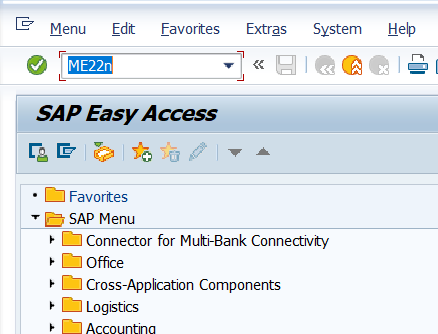 Menu Edit Favorites Extras System Help
ME22n
SAP Easy Access
Favorites
SAP Menu
Connector for Multi-Bank Connectivity
Office
Cross-Application Components
Logistics
Accounting